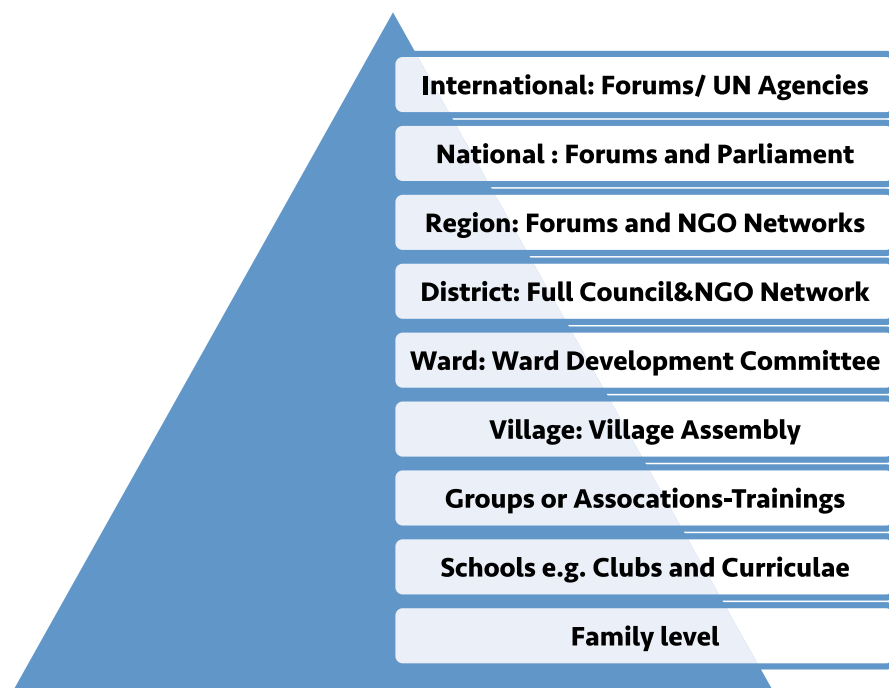 International: Forums/ UN Agencies
National : Forums and Parliament
Region: Forums and NGO Networks
District: Full Council&NGO Network
Ward: Ward Development Committee
Village: Village Assembly
Groups or Assocations-Trainings
Schools e.g. Clubs and Curriculae
Family level